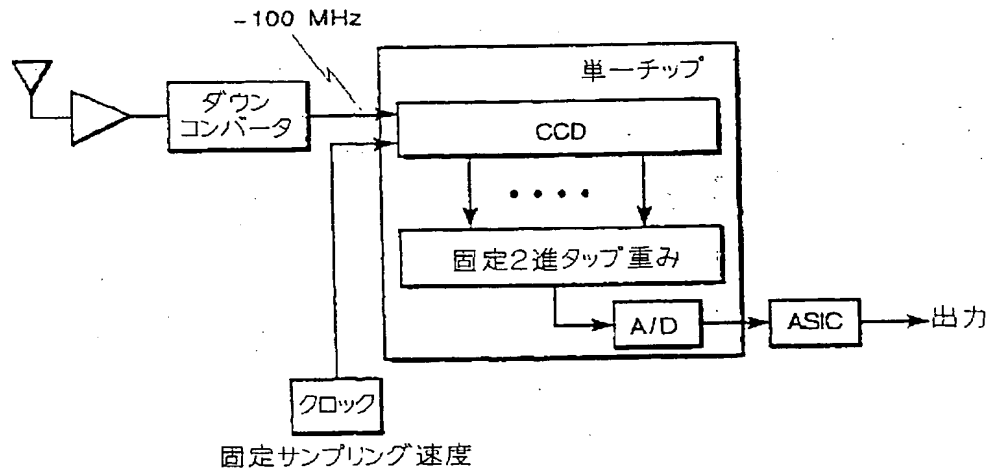 ~100 MHz
単一チップ
ダウン
コンバータ
CCD
固定2進タップ重み
A/D
ASIC
出力
クロック
固定サンプリング速度